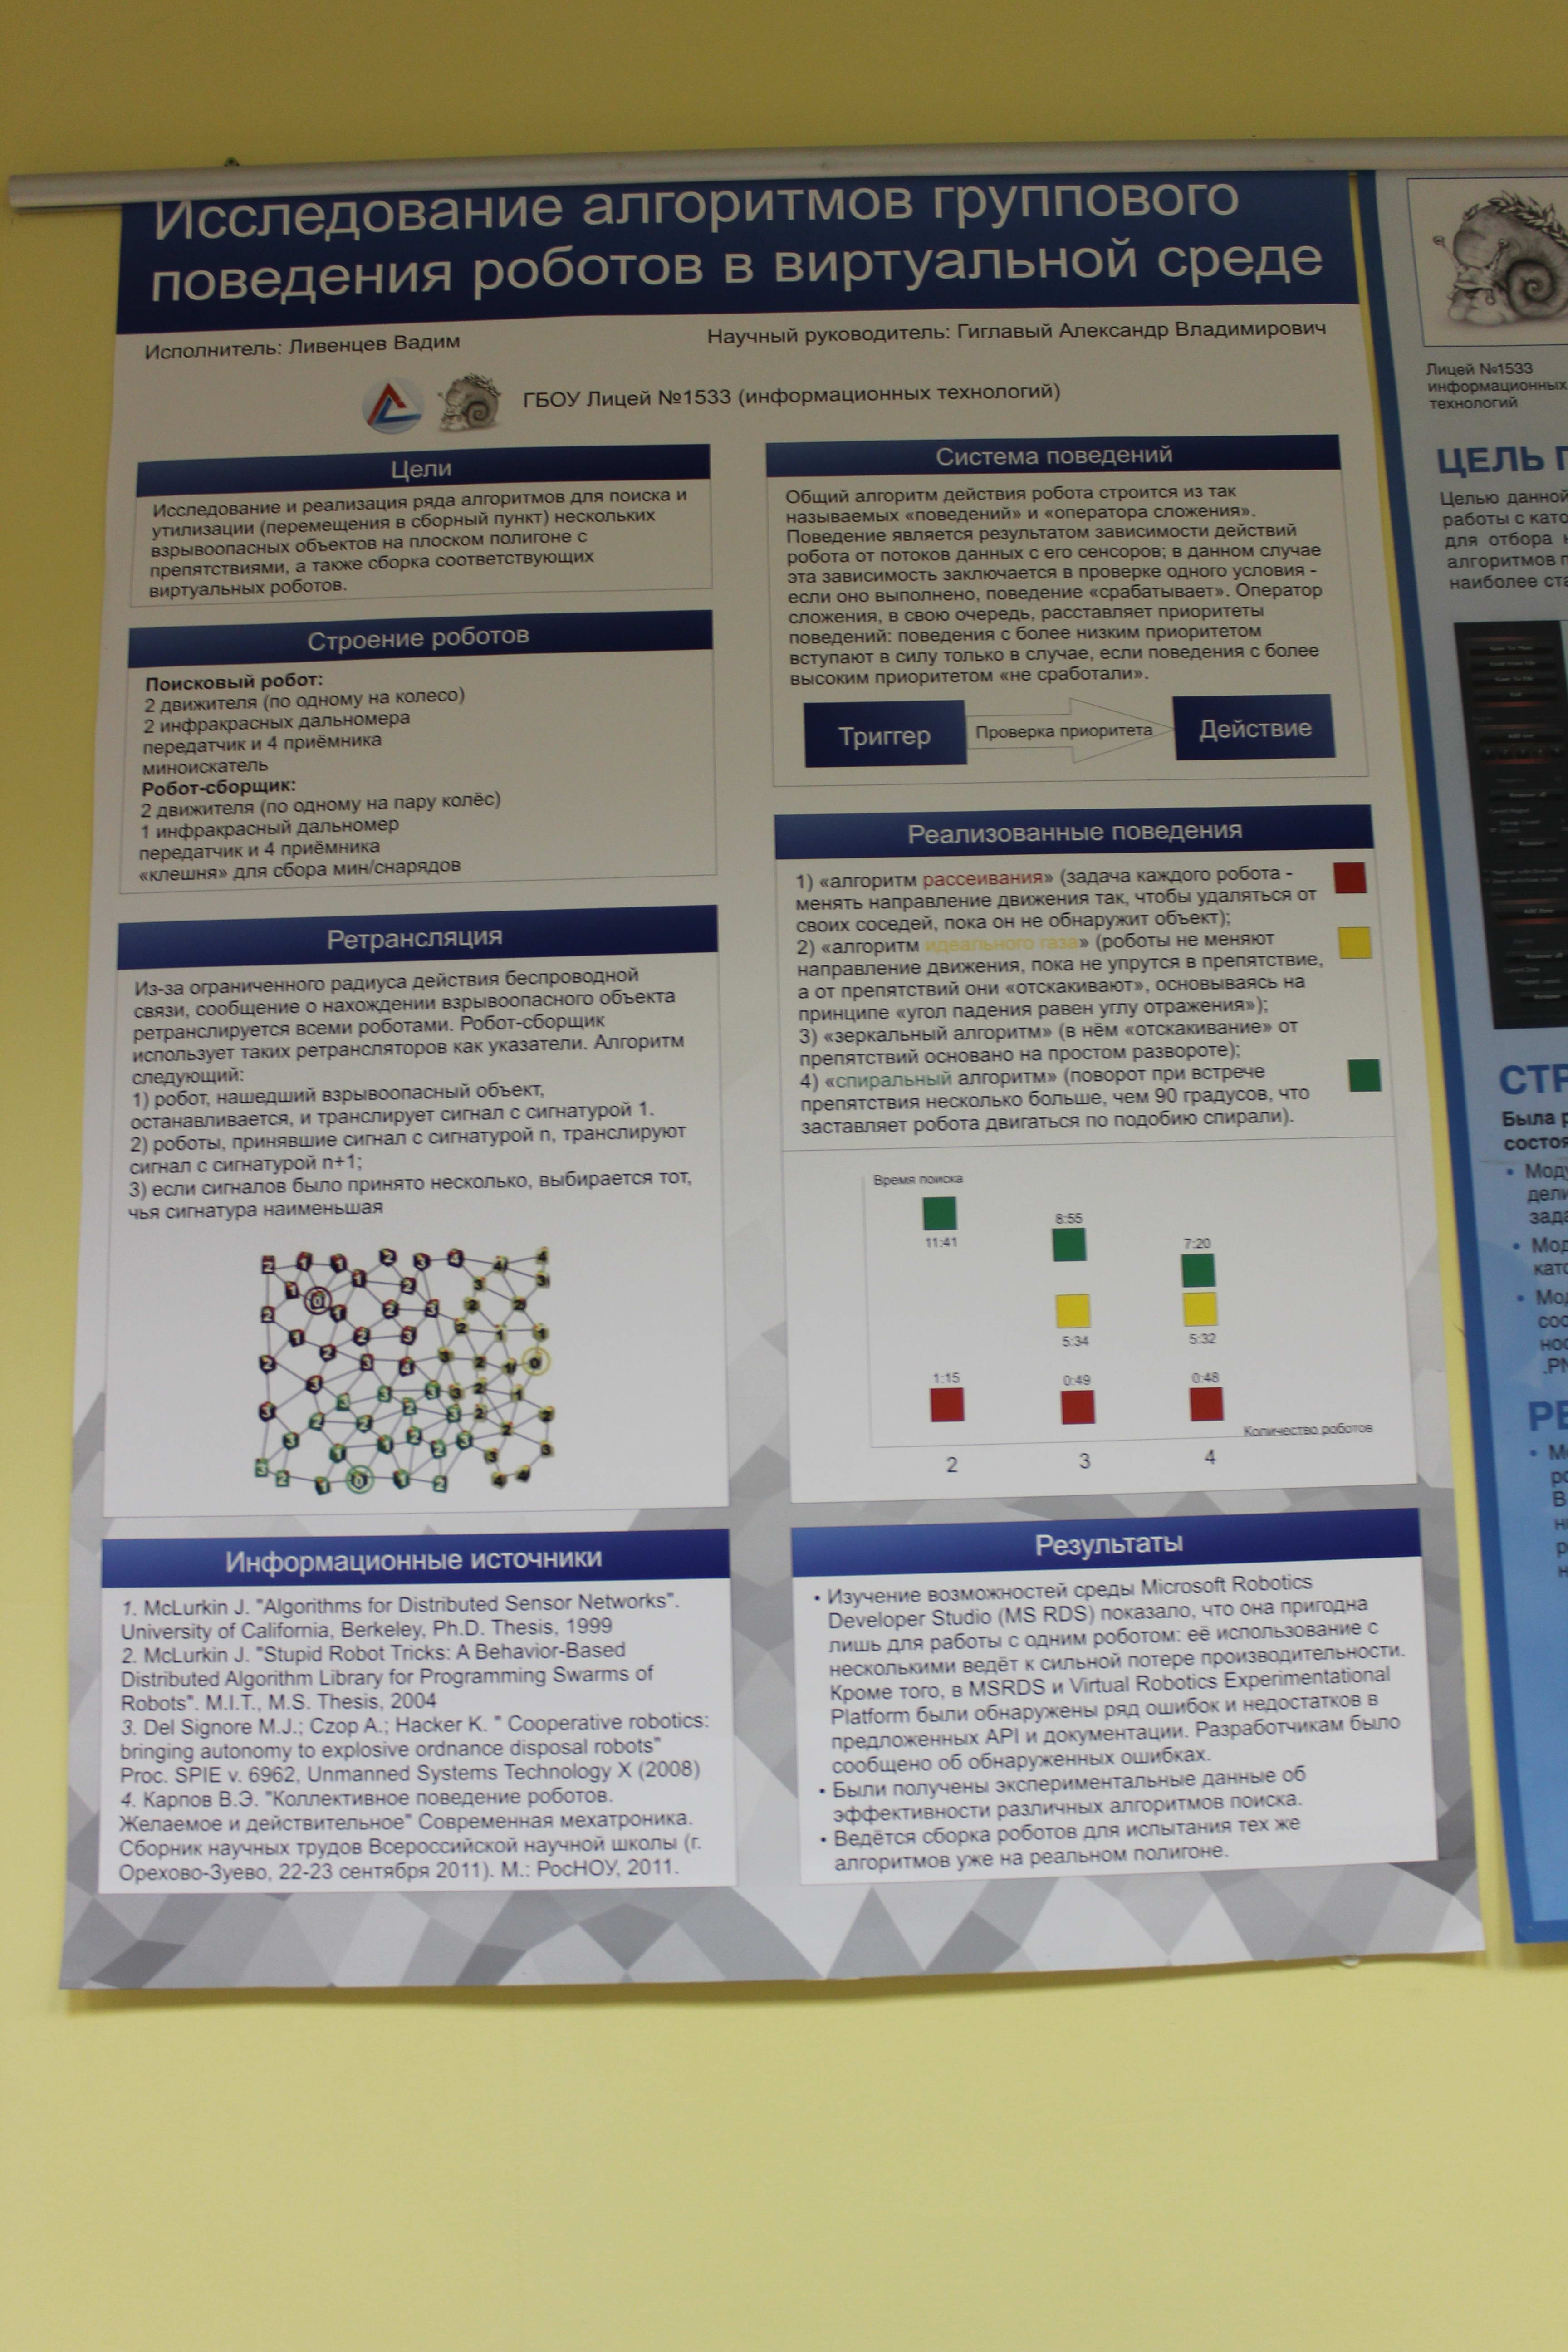 Исследование алгоритмов группового
поведения роботов в виртуальной среде
Исполнитель: Ливенцев Вадим
Научный руководитель: Гиглавый Александр Владимирович
ГБОУ Лицей №1533 (информационных технологий)
Цели
Исследование и реализация ряда алгоритмов для поиска и
утилизации (перемещения в сборный пункт) нескольких
взрывоопасных объектов на плоском полигоне с
препятствиями, а также сборка соответствующих
виртуальных роботов.
Строение роботов
Поисковый робот:
2 движителя (по одному на колесо)
2 инфракрасных дальномера
передатчик и 4 приёмника
миноискатель
Робот-сборщик:
2 движителя (по одному на пару колёс)
1 инфракрасный дальномер
передатчик и 4 приёмника
«клешня» для сбора мин/снарядов
Ретрансляция
Из-за ограниченного радиуса действия беспроводной
связи, сообщение о нахождении взрывоопасного объекта
ретранслируется всеми роботами. Робот-сборщик
использует таких ретрансляторов как указатели. Алгоритм
следующий:
1) робот, нашедший взрывоопасный объект,
останавливается, и транслирует сигнал с сигнатурой 1.
2) роботы, принявшие сигнал с сигнатурой n, транслируют
сигнал с сигнатурой n+1;
3) если сигналов было принято несколько, выбирается тот,
чья сигнатура наименьшая
Информационные источники
1. McLurkin J. "Algorithms for Distributed Sensor Networks".
University of California, Berkeley, Ph.D. Thesis, 1999
2. McLurkin J. "Stupid Robot Tricks: A Behavior-Based
Distributed Algorithm Library for Programming Swarms of
Robots". M.I.T., M.S. Thesis, 2004
3. Del Signore M.J.; Czop A.; Hacker K. " Cooperative robotics:
bringing autonomy to explosive ordnance disposal robots"
Proc. SPIE v. 6962, Unmanned Systems Technology X (2008)
4. Карпов В.Э. "Коллективное поведение роботов.
Желаемое и действительное" Современная мехатроника.
Сборник научных трудов Всероссийской научной школы (г.
Орехово-Зуево, 22-23 сентября 2011). М.: РосНОУ, 2011.
Система поведений
Общий алгоритм действия робота строится из так
называемых «поведений» и «оператора сложения».
Поведение является результатом зависимости действий
робота от потоков данных с его сенсоров; в данном случае
эта зависимость заключается в проверке одного условия -
если оно выполнено, поведение «срабатывает». Оператор
сложения, в свою очередь, расставляет приоритеты
поведений: поведения с более низким приоритетом
вступают в силу только в случае, если поведения с более
высоким приоритетом «не сработали».
Триггер
Проверка приоритета
Действие
Реализованные поведения
1) «алгоритм рассеивания» (задача каждого робота -
менять направление движения так, чтобы удаляться от
своих соседей, пока он не обнаружит объект);
2) «алгоритм идеального газа» (роботы не меняют
направление движения, пока не упрутся в препятствие,
а от препятствий они «отскакивают», основываясь на
принципе «угол падения равен углу отражения»);
3) «зеркальный алгоритм» (в нём «отскакивание» от
препятствий основано на простом развороте);
4) «спиральный алгоритм» (поворот при встрече
препятствия несколько больше, чем 90 градусов, что
заставляет робота двигаться по подобию спирали).
Время поиска
11:41
8:55
7:20
5:34
5:32
1:15
0:49
0:48
2
3
4
Количество роботов
Результаты
• Изучение возможностей среды Microsoft Robotics
Developer Studio (MS RDS) показало, что она пригодна
лишь для работы с одним роботом: её использование с
несколькими ведёт к сильной потере производительности.
Кроме того, в MSRDS и Virtual Robotics Experimentational
Platform были обнаружены ряд ошибок и недостатков в
предложенных API и документации. Разработчикам было
сообщено об обнаруженных ошибках.
• Были получены экспериментальные данные об
эффективности различных алгоритмов поиска.
• Ведётся сборка роботов для испытания тех же
алгоритмов уже на реальном полигоне.
Лицей №1533
информационных
технологий
ЦЕЛЬ
Целью данной
работы с
для отбора
алгоритмов
наиболее
Была